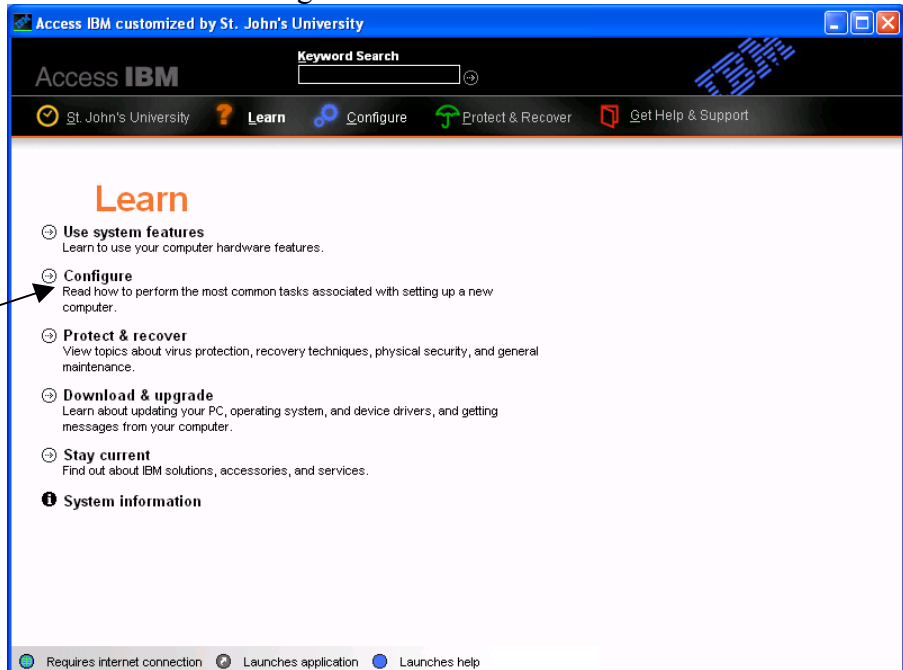 Access IBM customized by St. John's University
Keyword Search
Access IBM
IBM
St. John's University Learn Configure Protect & Recover Get Help & Support
Learn
Use system features
Learn to use your computer hardware features.
Configure
Read how to perform the most common tasks associated with setting up a new
computer.
Protect & recover
View topics about virus protection, recovery techniques, physical security, and general
maintenance.
Download & upgrade
Learn about updating your PC, operating system, and device drivers, and getting
messages from your computer.
Stay current
Find out about IBM solutions, accessories, and services.
System information
Requires internet connection Launches application Launches help